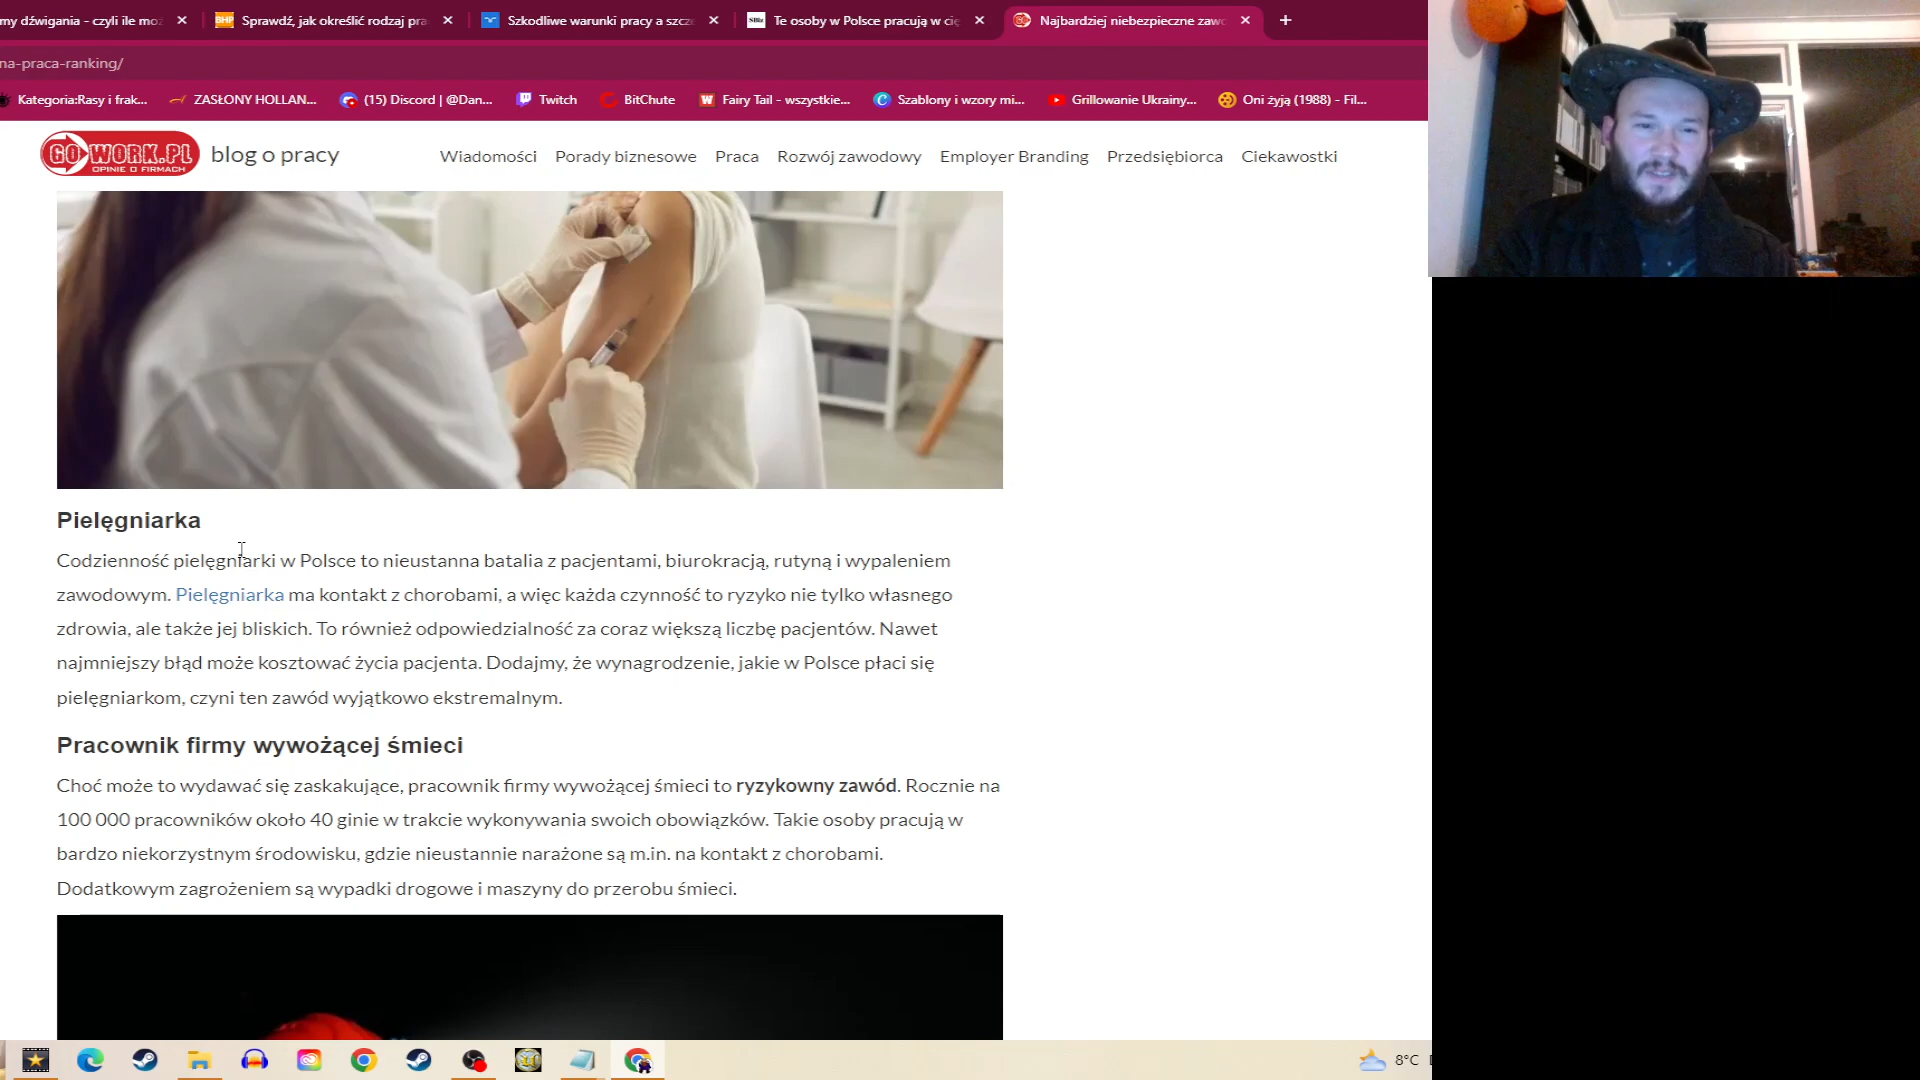 my dźwigania - czyli ile moż
BHP Sprawdź, jak określić rodzaj pra
Szkodliwe warunki pracy a szcze
Te osoby w Polsce pracują w cię
Najbardziej niebezpieczne zawo
na-praca-ranking/
Kategoria:Rasy i frak...
ZASŁONY HOLLAN...
(15) Discord | @Dan...
Twitch
BitChute
Fairy Tail - wszystkie...
Szablony i wzory mi...
Grillowanie Ukrainy...
Oni żyją (1988) - Fil...
GOWORK.PL
OPINIE O FIRMACH
blog o pracy
Wiadomości Porady biznesowe Praca Rozwój zawodowy Employer Branding Przedsiębiorca Ciekawostki
Pielęgniarka
Codzienność pielęgniarki w Polsce to nieustanna batalia z pacjentami, biurokracją, rutyną i wypaleniem
zawodowym. Pielęgniarka ma kontakt z chorobami, a więc każda czynność to ryzyko nie tylko własnego
zdrowia, ale także jej bliskich. To również odpowiedzialność za coraz większą liczbę pacjentów. Nawet
najmniejszy błąd może kosztować życia pacjenta. Dodajmy, że wynagrodzenie, jakie w Polsce płaci się
pielęgniarkom, czyni ten zawód wyjątkowo ekstremalnym.
Pracownik firmy wywożącej śmieci
Choć może to wydawać się zaskakujące, pracownik firmy wywożącej śmieci to ryzykowny zawód. Rocznie na
100 000 pracowników około 40 ginie w trakcie wykonywania swoich obowiązków. Takie osoby pracują w
bardzo niekorzystnym środowisku, gdzie nieustannie narażone są m.in. na kontakt z chorobami.
Dodatkowym zagrożeniem są wypadki drogowe i maszyny do przerobu śmieci.
8°C